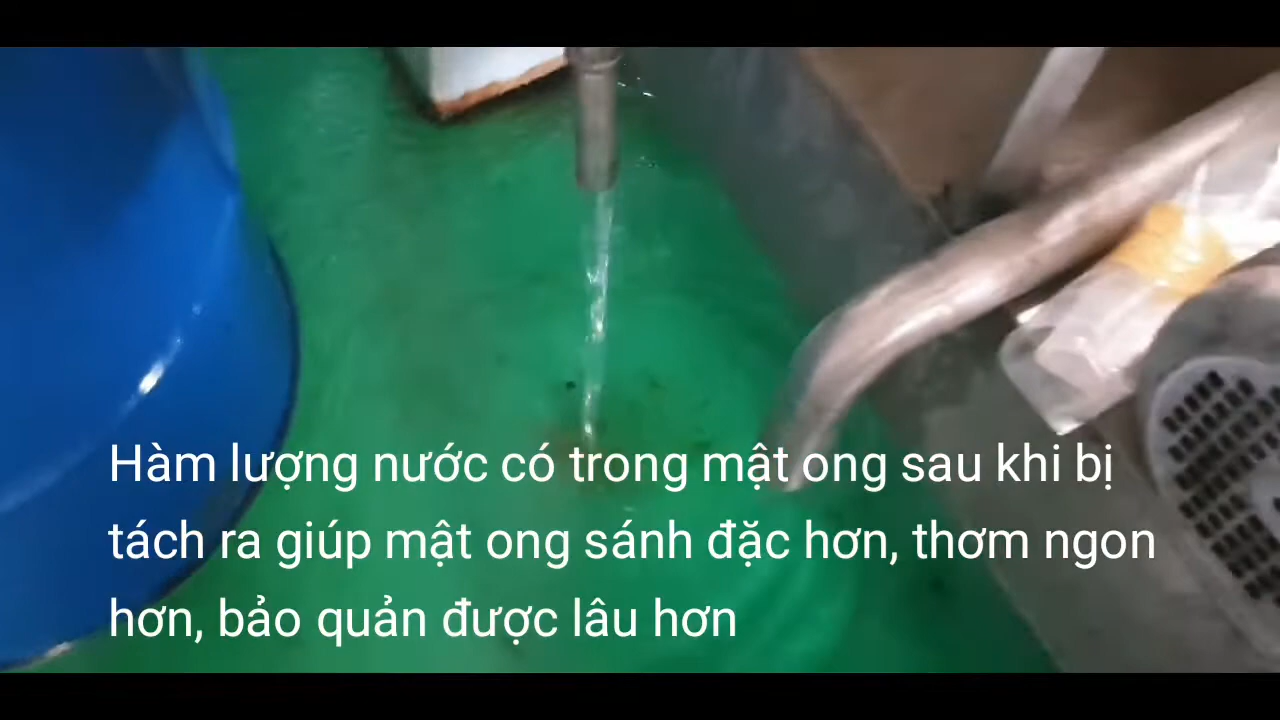 Hàm lượng nước có trong mật ong sau khi bị
tách ra giúp mật ong sánh đặc hơn, thơm ngon
hơn, bảo quản được lâu hơn